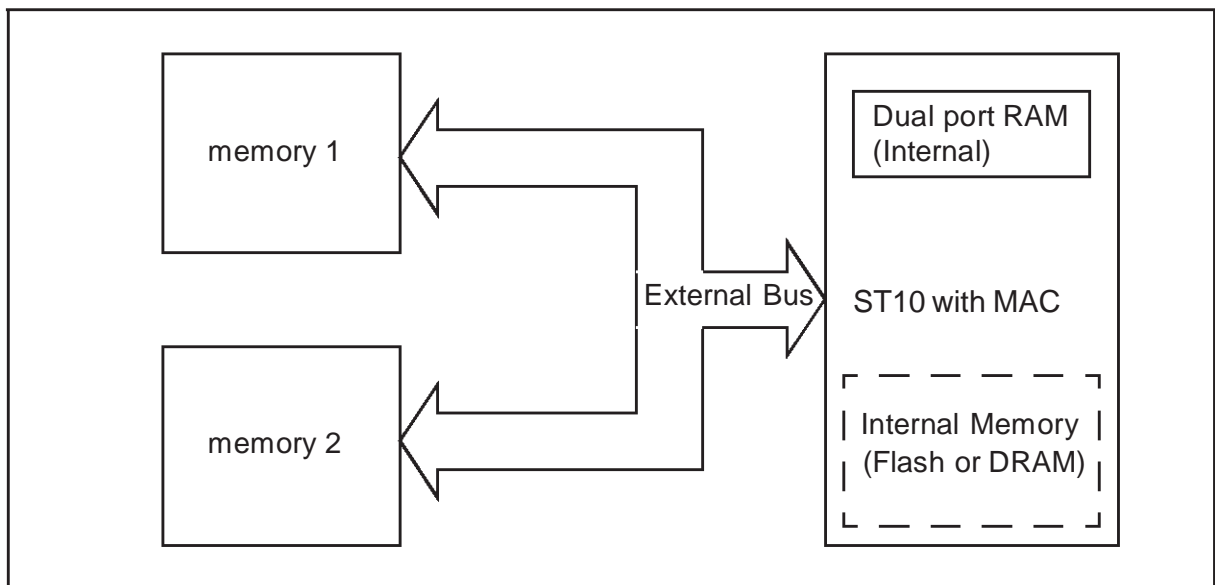 memory 1
Dual port RAM
(Internal)
External Bus
ST10 with MAC
memory 2
Internal Memory
(Flash or DRAM)